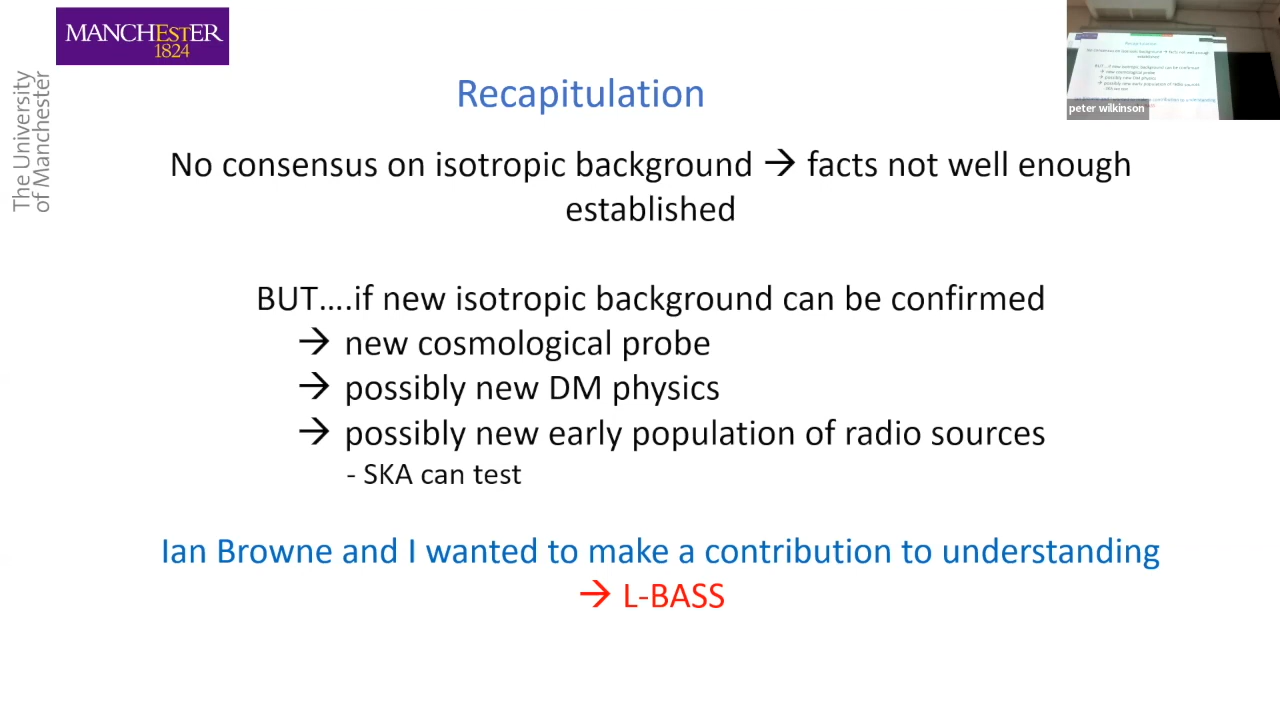 MANCHESTER
1824
The University
of Manchester
Recapitulation
No consensus on isotropic background → facts not well enough
established
BUT….if new isotropic background can be confirmed
→ new cosmological probe
→ possibly new DM physics
→ possibly new early population of radio sources
- SKA can test
Ian Browne and I wanted to make a contribution to understanding
→ L-BASS
peter wilkinson